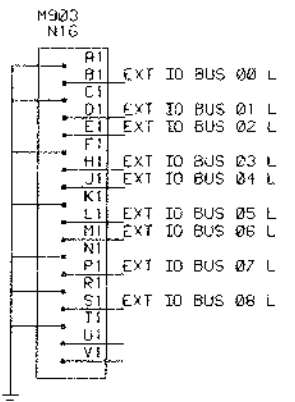 M903
N16
A1
B1 EXT IO BUS 00 L
C1
D1 EXT IO BUS 01 L
E1 EXT IO BUS 02 L
F1
H1 EXT IO BUS 03 L
J1 EXT IO BUS 04 L
K1
L1 EXT IO BUS 05 L
M1 EXT IO BUS 06 L
N1
P1 EXT IO BUS 07 L
R1
S1 EXT IO BUS 08 L
T1
U1
V1